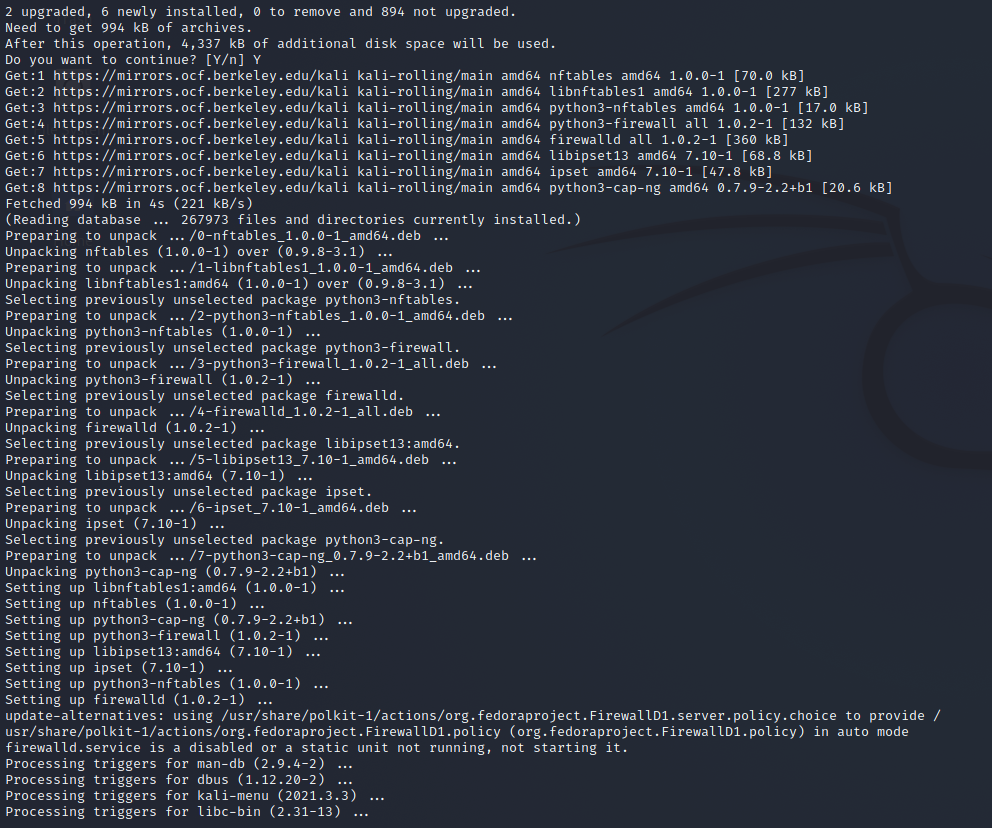 2 upgraded, 6 newly installed, 0 to remove and 894 not upgraded.
Need to get 994 kB of archives.
After this operation, 4,337 kB of additional disk space will be used.
Do you want to continue? [Y/n] Y
Get:1 https://mirrors.ocf.berkeley.edu/kali kali-rolling/main amd64 nftables amd64 1.0.0-1 [70.0 kB]
Get:2 https://mirrors.ocf.berkeley.edu/kali kali-rolling/main amd64 libnftables1 amd64 1.0.0-1 [277 kB]
Get:3 https://mirrors.ocf.berkeley.edu/kali kali-rolling/main amd64 python3-nftables amd64 1.0.0-1 [17.0 kB]
Get:4 https://mirrors.ocf.berkeley.edu/kali kali-rolling/main amd64 python3-firewall all 1.0.2-1 [132 kB]
Get:5 https://mirrors.ocf.berkeley.edu/kali kali-rolling/main amd64 firewalld all 1.0.2-1 [360 kB]
Get:6 https://mirrors.ocf.berkeley.edu/kali kali-rolling/main amd64 libipset13 amd64 7.10-1 [68.8 kB]
Get:7 https://mirrors.ocf.berkeley.edu/kali kali-rolling/main amd64 ipset amd64 7.10-1 [47.8 kB]
Get:8 https://mirrors.ocf.berkeley.edu/kali kali-rolling/main amd64 python3-cap-ng amd64 0.7.9-2.2+b1 [20.6 kB]
Fetched 994 kB in 4s (221 kB/s)
(Reading database ... 267973 files and directories currently installed.)
Preparing to unpack .../0-nftables_1.0.0-1_amd64.deb ...
Unpacking nftables (1.0.0-1) over (0.9.8-3.1) ...
Preparing to unpack .../1-libnftables1_1.0.0-1_amd64.deb ...
Unpacking libnftables1:amd64 (1.0.0-1) over (0.9.8-3.1) ...
Selecting previously unselected package python3-nftables.
Preparing to unpack .../2-python3-nftables_1.0.0-1_amd64.deb ...
Unpacking python3-nftables (1.0.0-1) ...
Selecting previously unselected package python3-firewall.
Preparing to unpack .../3-python3-firewall_1.0.2-1_all.deb ...
Unpacking python3-firewall (1.0.2-1) ...
Selecting previously unselected package firewalld.
Preparing to unpack .../4-firewalld_1.0.2-1_all.deb ...
Unpacking firewalld (1.0.2-1) ...
Selecting previously unselected package libipset13:amd64.
Preparing to unpack .../5-libipset13_7.10-1_amd64.deb ...
Unpacking libipset13:amd64 (7.10-1) ...
Selecting previously unselected package ipset.
Preparing to unpack .../6-ipset_7.10-1_amd64.deb ...
Unpacking ipset (7.10-1) ...
Selecting previously unselected package python3-cap-ng.
Preparing to unpack .../7-python3-cap-ng_0.7.9-2.2+b1_amd64.deb ...
Unpacking python3-cap-ng (0.7.9-2.2+b1) ...
Setting up libnftables1:amd64 (1.0.0-1) ...
Setting up nftables (1.0.0-1) ...
Setting up python3-cap-ng (0.7.9-2.2+b1) ...
Setting up python3-firewall (1.0.2-1) ...
Setting up libipset13:amd64 (7.10-1) ...
Setting up ipset (7.10-1) ...
Setting up python3-nftables (1.0.0-1) ...
Setting up firewalld (1.0.2-1) ...
update-alternatives: using /usr/share/polkit-1/actions/org.fedoraproject.FirewallD1.server.policy.choice to provide /
usr/share/polkit-1/actions/org.fedoraproject.FirewallD1.policy (org.fedoraproject.FirewallD1.policy) in auto mode
firewalld.service is a disabled or a static unit not running, not starting it.
Processing triggers for man-db (2.9.4-2) ...
Processing triggers for dbus (1.12.20-2) ...
Processing triggers for kali-menu (2021.3.3) ...
Processing triggers for libc-bin (2.31-13) ...